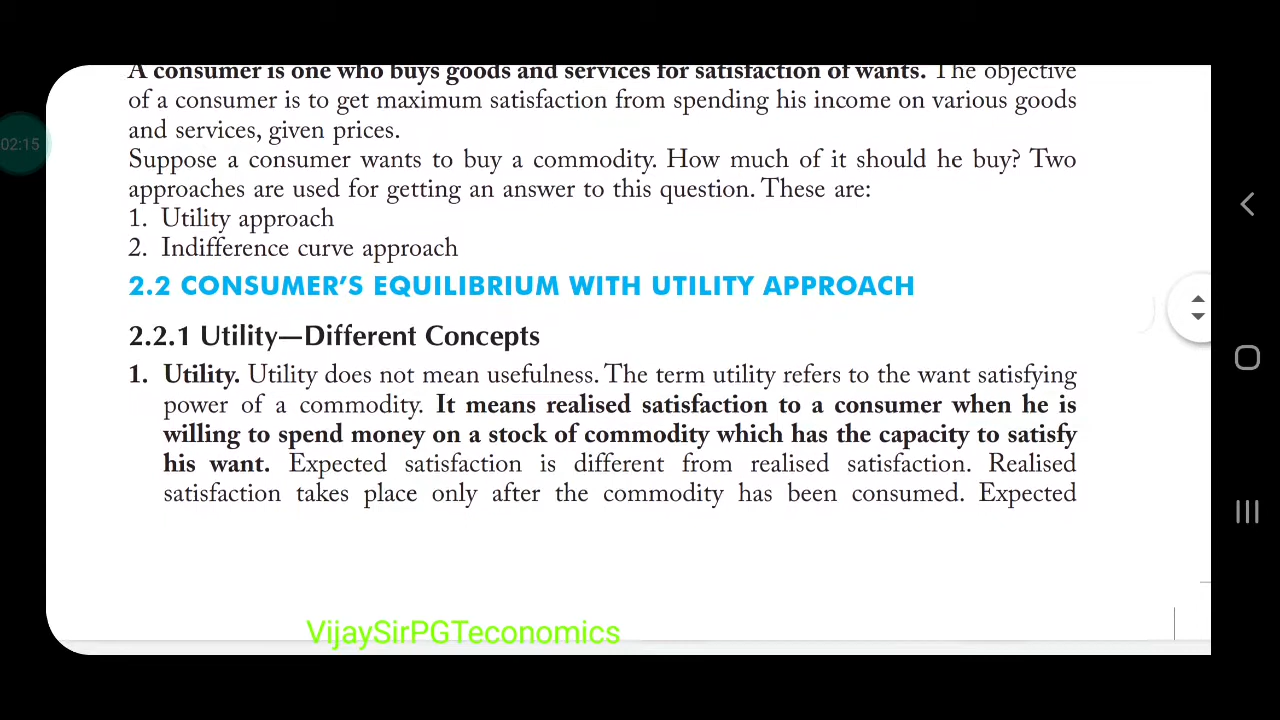 A consumer is one who buys goods and services for satisfaction of wants. The objective
of a consumer is to get maximum satisfaction from spending his income on various goods
and services, given prices.
02:15
Suppose a consumer wants to buy a commodity. How much of it should he buy? Two
approaches are used for getting an answer to this question. These are:
1. Utility approach
2. Indifference curve approach
2.2 CONSUMER'S EQUILIBRIUM WITH UTILITY APPROACH
2.2.1 Utility—Different Concepts
1. Utility. Utility does not mean usefulness. The term utility refers to the want satisfying
power of a commodity. It means realised satisfaction to a consumer when he is
willing to spend money on a stock of commodity which has the capacity to satisfy
his want. Expected satisfaction is different from realised satisfaction. Realised
satisfaction takes place only after the commodity has been consumed. Expected
VijaySirPGTeconomics